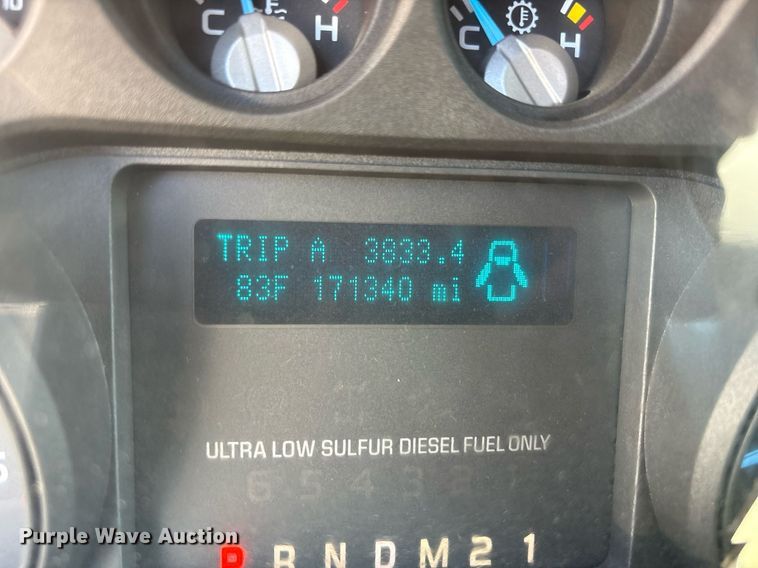 10
C H
C H
TRIP A 3833.4
83F 171340 mi
ULTRA LOW SULFUR DIESEL FUEL ONLY
6 5 4 3 2
P R N D M 2 1
Purple Wave Auction